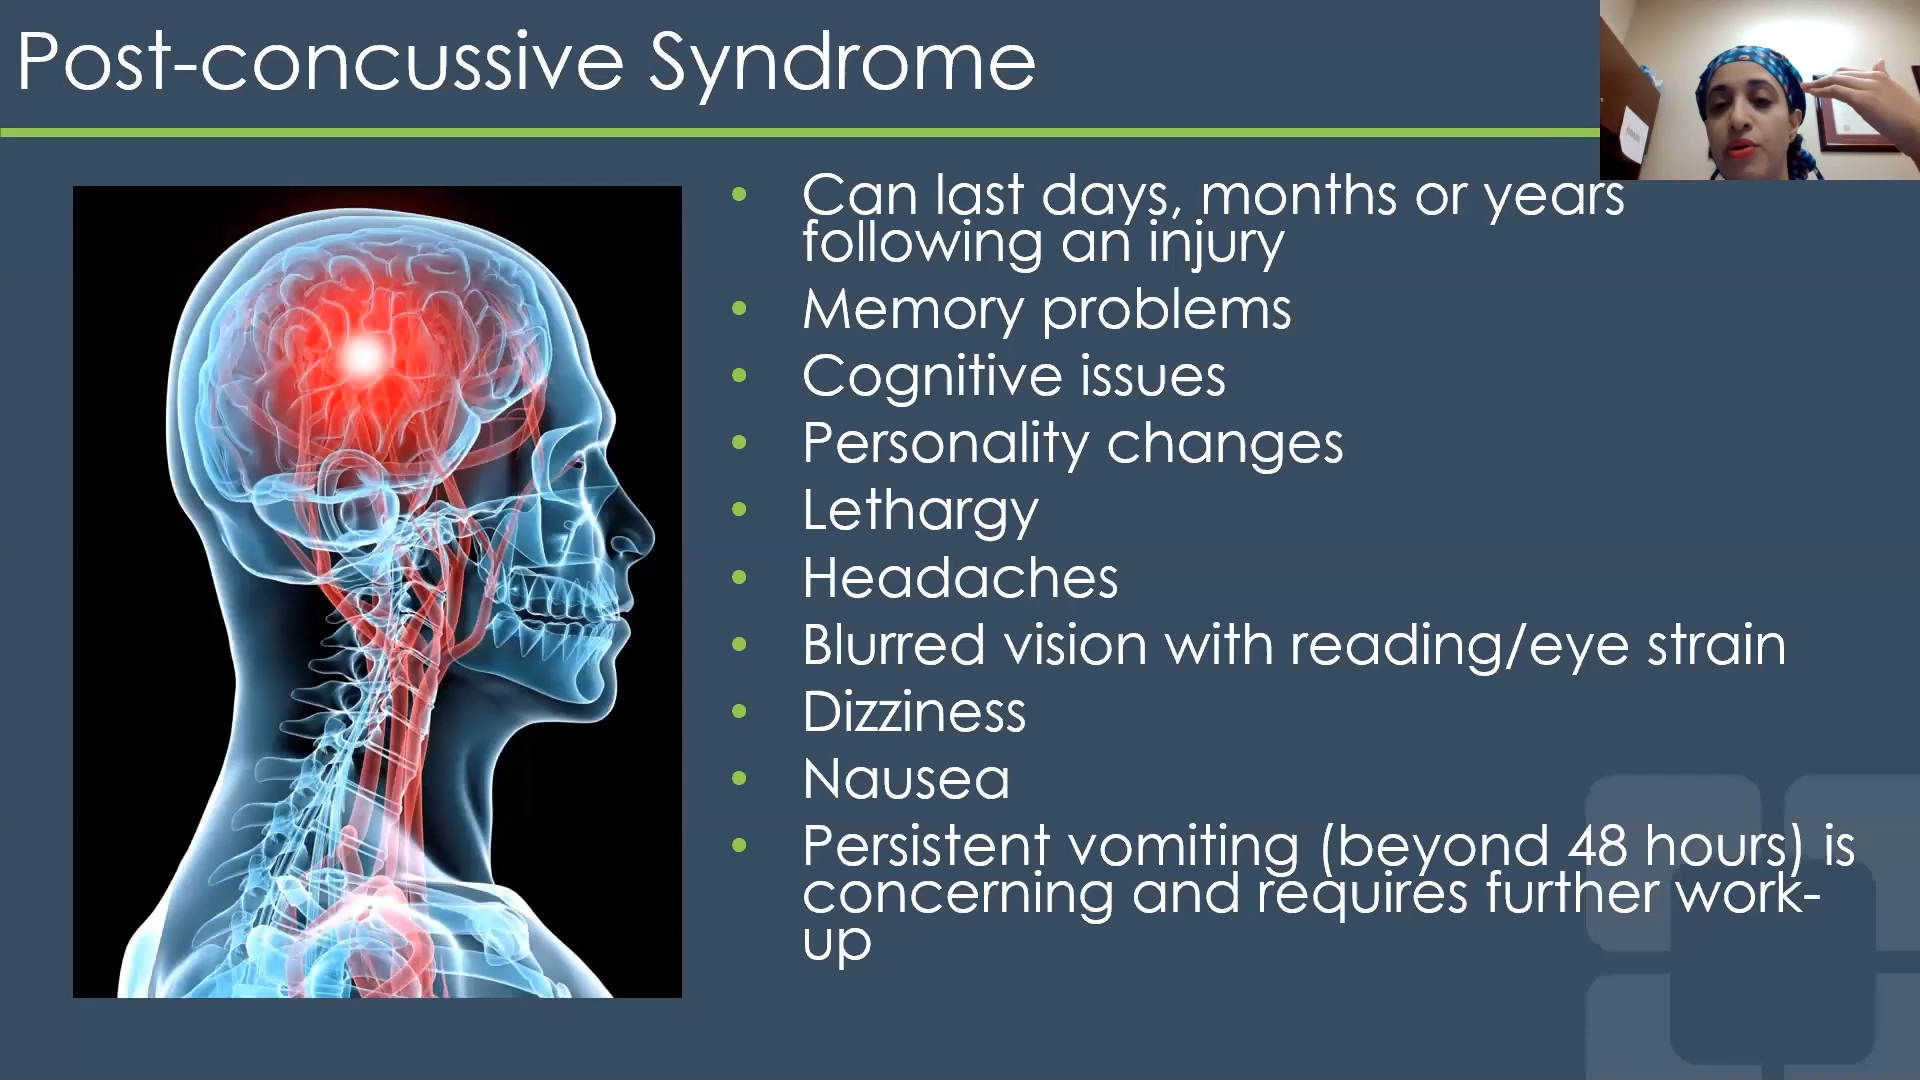 Post-concussive Syndrome
• Can last days, months or years
following an injury
• Memory problems
• Cognitive issues
• Personality changes
• Lethargy
• Headaches
• Blurred vision with reading/eye strain
• Dizziness
• Nausea
• Persistent vomiting (beyond 48 hours) is
concerning and requires further work-
up